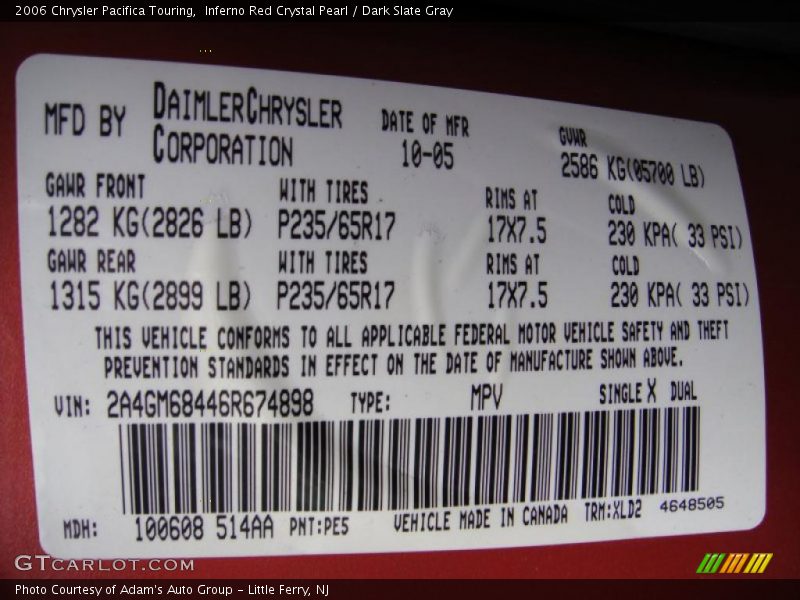 2006 Chrysler Pacifica Touring,  Inferno Red Crystal Pearl / Dark Slate Gray
MFD BY DAIMLERCHRYSLER CORPORATION DATE OF MFR 10-05 GVWR 2586 KG(05700 LB)
GAWR FRONT WITH TIRES RIMS AT COLD
1282 KG(2826 LB) P235/65R17 17X7.5 230 KPA( 33 PSI)
GAWR REAR WITH TIRES RIMS AT COLD
1315 KG(2899 LB) P235/65R17 17X7.5 230 KPA( 33 PSI)
THIS VEHICLE CONFORMS TO ALL APPLICABLE FEDERAL MOTOR VEHICLE SAFETY AND THEFT
PREVENTION STANDARDS IN EFFECT ON THE DATE OF MANUFACTURE SHOWN ABOVE.
VIN: 2A4GM68446R674898 TYPE: MPV SINGLE X DUAL
MDH: 100608 514AA PNT:PE5 VEHICLE MADE IN CANADA TRM:XLD2 4648505
GTCARLOT.COM
Photo Courtesy of Adam's Auto Group - Little Ferry, NJ